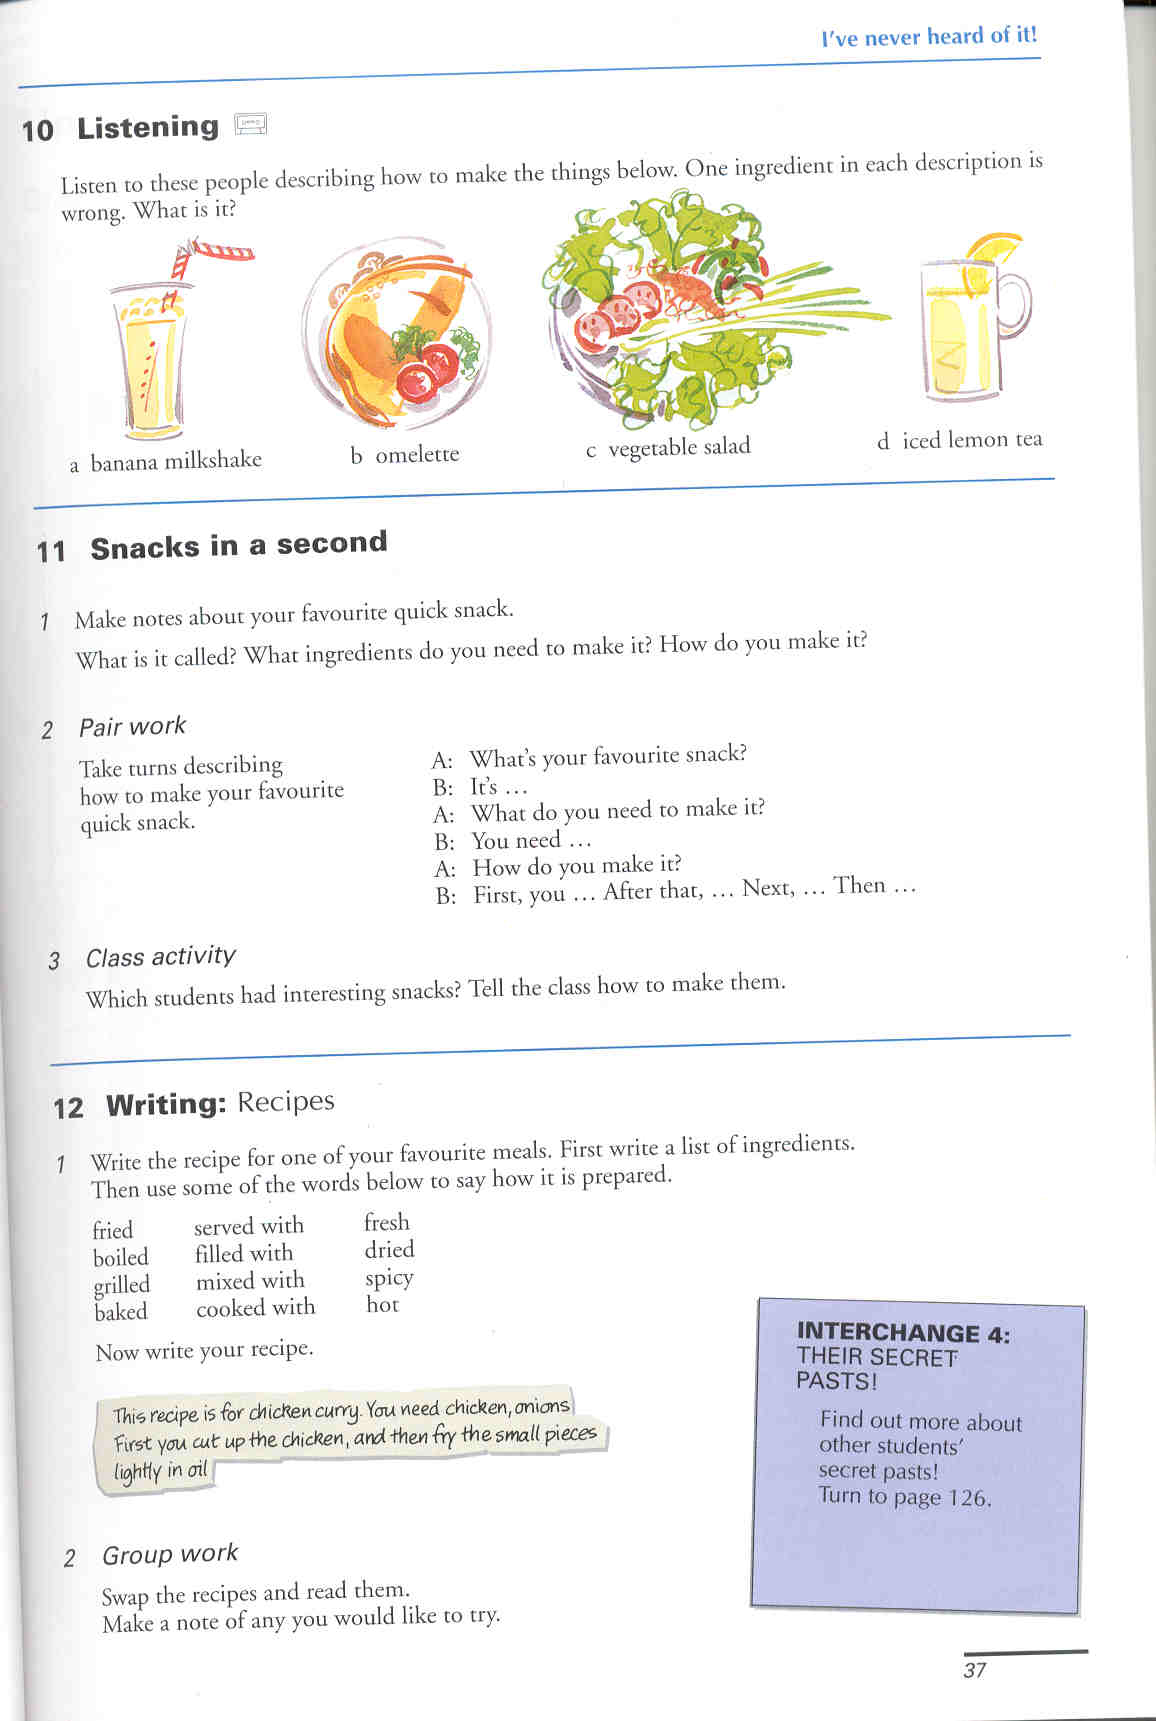 I've never heard of it!
10 Listening
Listen to these people describing how to make the things below. One ingredient in each description is
wrong. What is it?
a banana milkshake
b omelette
c vegetable salad
d iced lemon tea
11 Snacks in a second
1 Make notes about your favourite quick snack.
What is it called? What ingredients do you need to make it? How do you make it?
2 Pair work
Take turns describing
how to make your favourite
quick snack.
A: What's your favourite snack?
B: It's ...
A: What do you need to make it?
B: You need ...
A: How do you make it?
B: First, you ... After that, ... Next, ... Then ...
3 Class activity
Which students had interesting snacks? Tell the class how to make them.
12 Writing: Recipes
1 Write the recipe for one of your favourite meals. First write a list of ingredients.
Then use some of the words below to say how it is prepared.
fried served with fresh
boiled filled with dried
grilled mixed with spicy
baked cooked with hot
Now write your recipe.
This recipe is for chicken curry. You need chicken, onions
First you cut up the chicken, and then fry the small pieces
lightly in oil
INTERCHANGE 4:
THEIR SECRET
PASTS!
Find out more about
other students'
secret pasts!
Turn to page 126.
2 Group work
Swap the recipes and read them.
Make a note of any you would like to try.
37